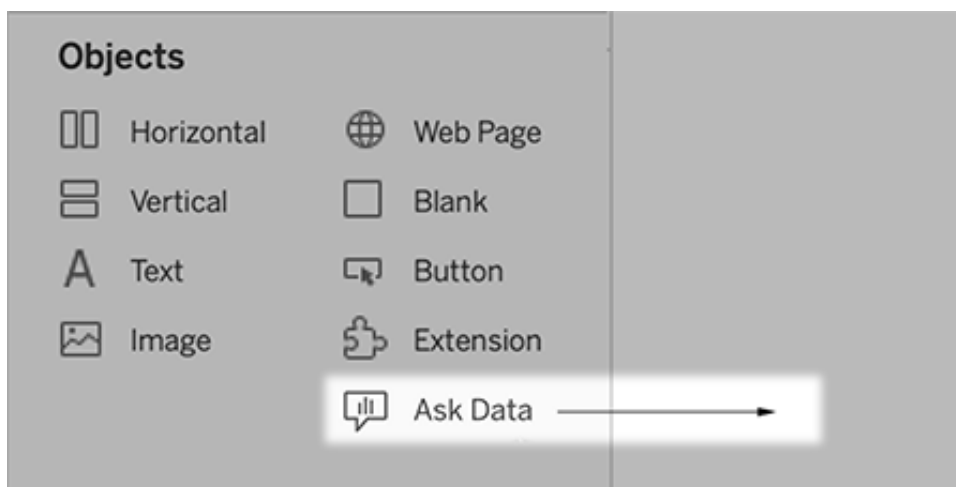 Objects
Horizontal
Web Page
Vertical
Blank
Text
Button
Image
Extension
Ask Data